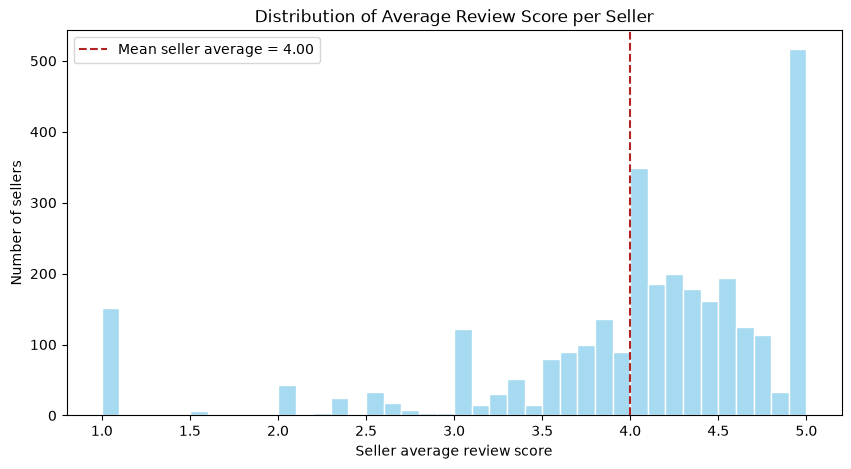 Distribution of Average Review Score per Seller
Mean seller average = 4.00
Number of sellers
500
400
300
200
100
0
1.0 1.5 2.0 2.5 3.0 3.5 4.0 4.5 5.0
Seller average review score